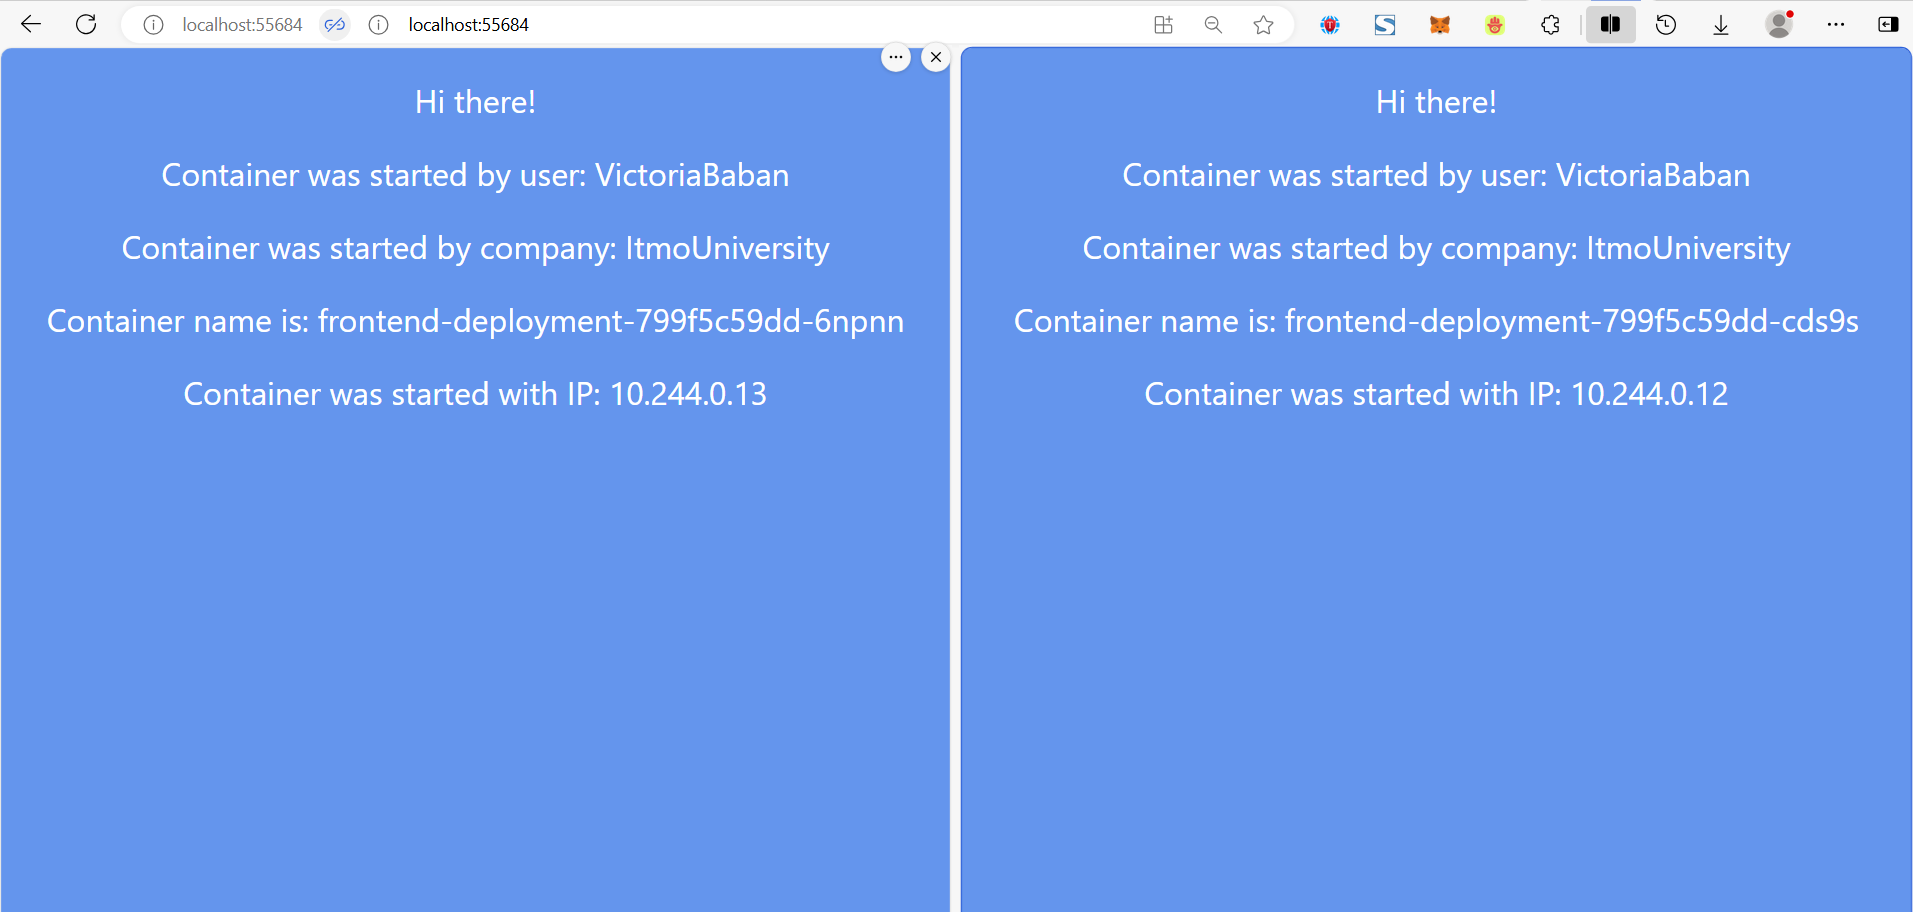 localhost:55684
localhost:55684
Hi there!
Container was started by user: VictoriaBaban
Container was started by company: ItmoUniversity
Container name is: frontend-deployment-799f5c59dd-6npnn
Container was started with IP: 10.244.0.13
Hi there!
Container was started by user: VictoriaBaban
Container was started by company: ItmoUniversity
Container name is: frontend-deployment-799f5c59dd-cds9s
Container was started with IP: 10.244.0.12